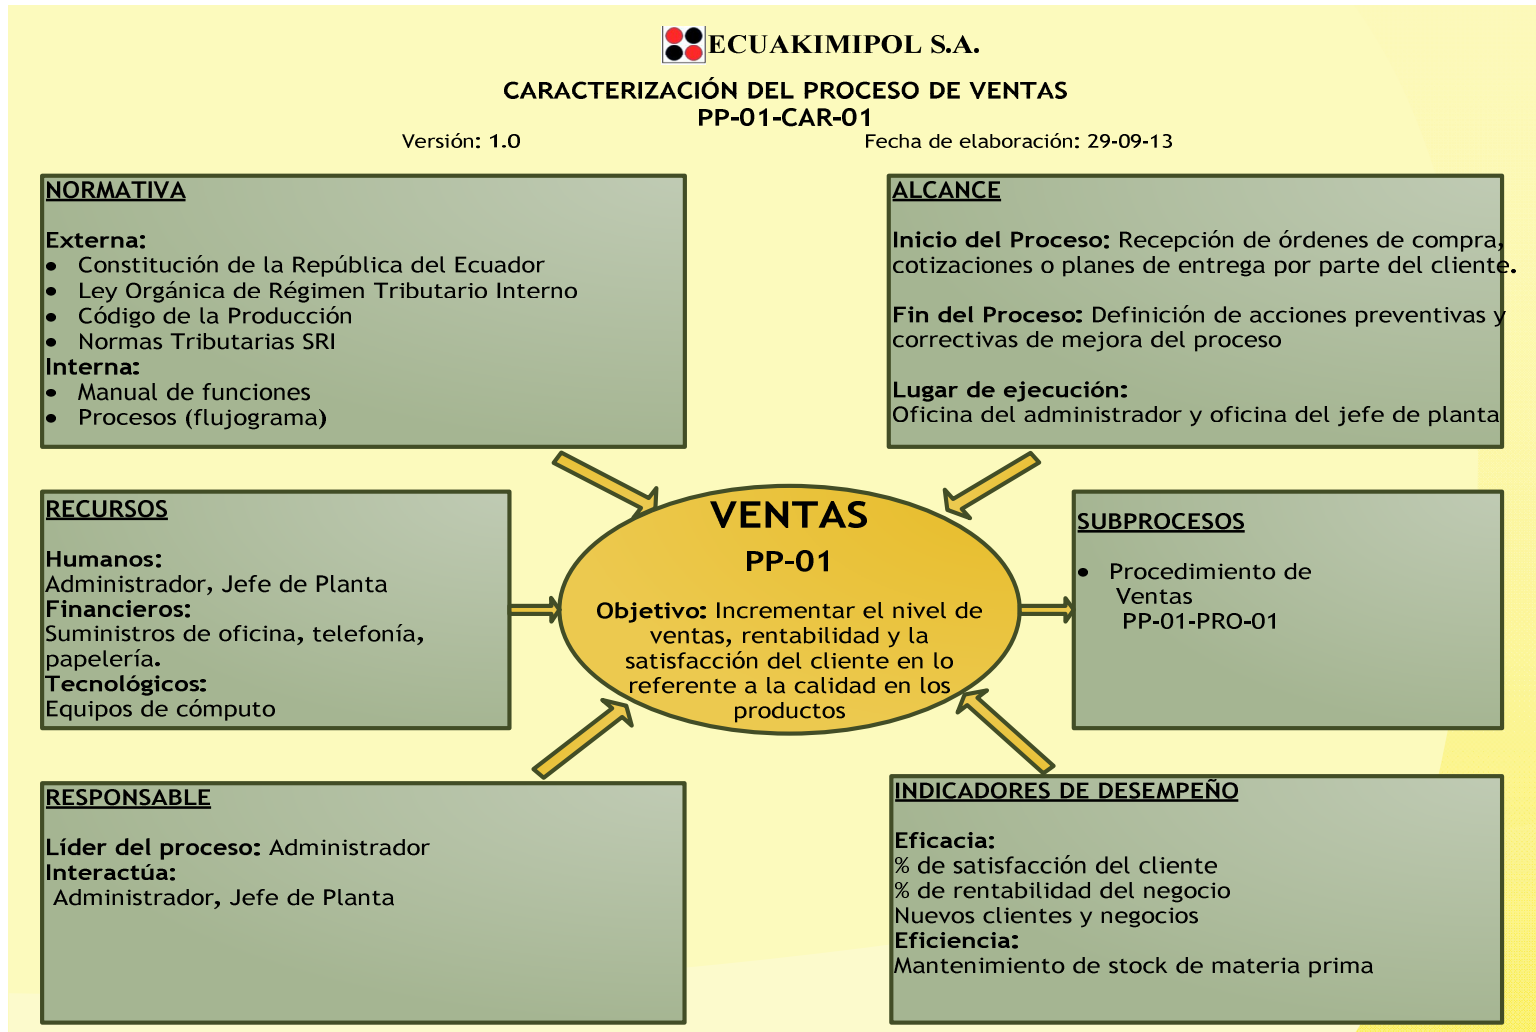 ECUAKIMIPOL S.A.
CARACTERIZACIÓN DEL PROCESO DE VENTAS
PP-01-CAR-01
Versión: 1.0
Fecha de elaboración: 29-09-13
NORMATIVA
Externa:
• Constitución de la República del Ecuador
• Ley Orgánica de Régimen Tributario Interno
• Código de la Producción
• Normas Tributarias SRI
Interna:
• Manual de funciones
• Procesos (flujograma)
ALCANCE
Inicio del Proceso: Recepción de órdenes de compra,
cotizaciones o planes de entrega por parte del cliente.
Fin del Proceso: Definición de acciones preventivas y
correctivas de mejora del proceso
Lugar de ejecución:
Oficina del administrador y oficina del jefe de planta
RECURSOS
Humanos:
Administrador, Jefe de Planta
Financieros:
Suministros de oficina, telefonía,
papelería.
Tecnológicos:
Equipos de cómputo
VENTAS
PP-01
Objetivo: Incrementar el nivel de
ventas, rentabilidad y la
satisfacción del cliente en lo
referente a la calidad en los
productos
SUBPROCESOS
• Procedimiento de
Ventas
PP-01-PRO-01
RESPONSABLE
Líder del proceso: Administrador
Interactúa:
Administrador, Jefe de Planta
INDICADORES DE DESEMPEÑO
Eficacia:
% de satisfacción del cliente
% de rentabilidad del negocio
Nuevos clientes y negocios
Eficiencia:
Mantenimiento de stock de materia prima